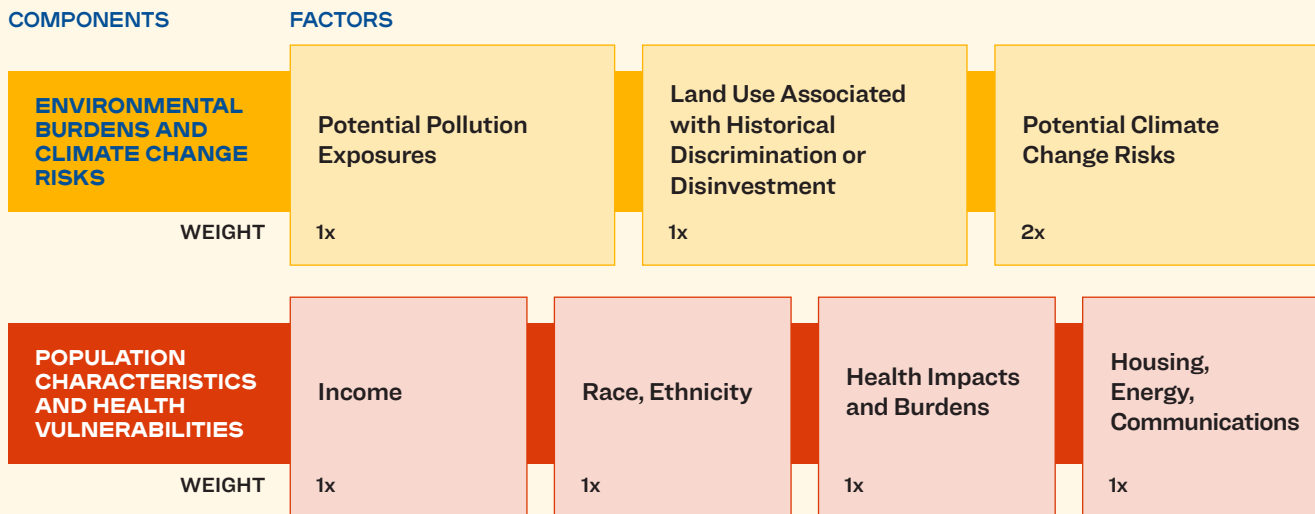 COMPONENTS
FACTORS
ENVIRONMENTAL
BURDENS AND
CLIMATE CHANGE
RISKS
Potential Pollution
Exposures
Land Use Associated
with Historical
Discrimination or
Disinvestment
Potential Climate
Change Risks
WEIGHT
1x
1x
2x
POPULATION
CHARACTERISTICS
AND HEALTH
VULNERABILITIES
Income
Race, Ethnicity
Health Impacts
and Burdens
Housing,
Energy,
Communications
WEIGHT
1x
1x
1x
1x